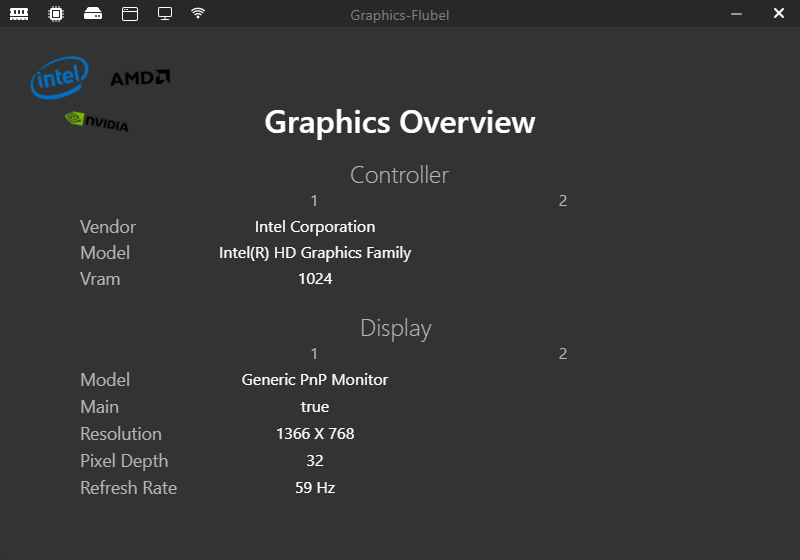 Graphics-Flubel
intel AMD
NVIDIA
Graphics Overview
Controller
1 2
Vendor Intel Corporation
Model Intel(R) HD Graphics Family
Vram 1024
Display
1 2
Model Generic PnP Monitor
Main true
Resolution 1366 X 768
Pixel Depth 32
Refresh Rate 59 Hz